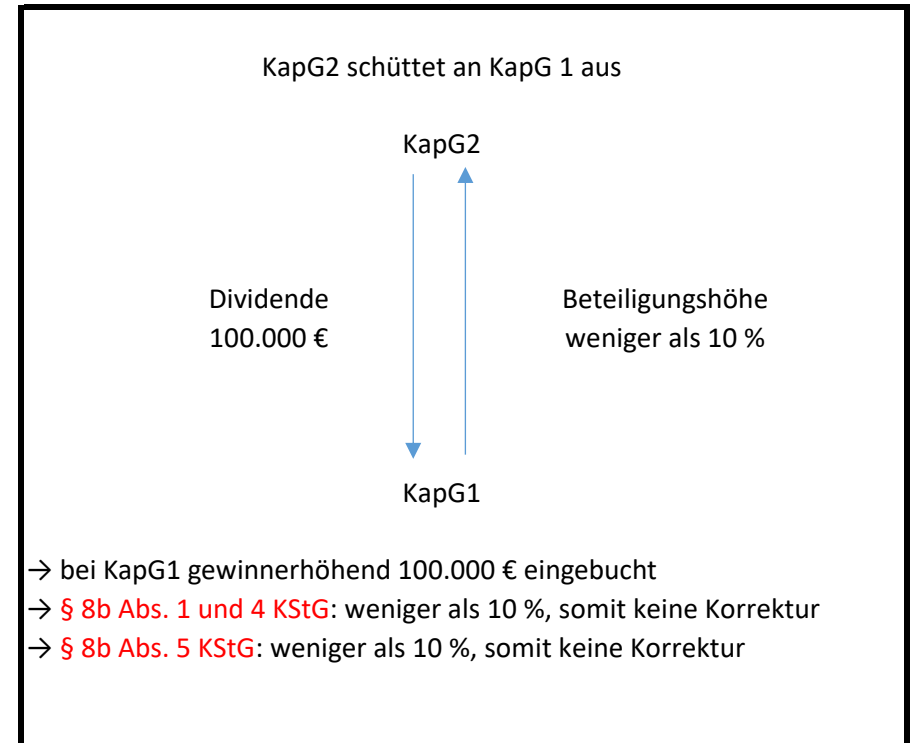 KapG2 schüttet an KapG 1 aus
KapG2
Dividende
100.000 €
Beteiligungshöhe
weniger als 10 %
KapG1
→ bei KapG1 gewinnerhöhend 100.000 € eingebucht
→ § 8b Abs. 1 und 4 KStG: weniger als 10 %, somit keine Korrektur
→ § 8b Abs. 5 KStG: weniger als 10 %, somit keine Korrektur